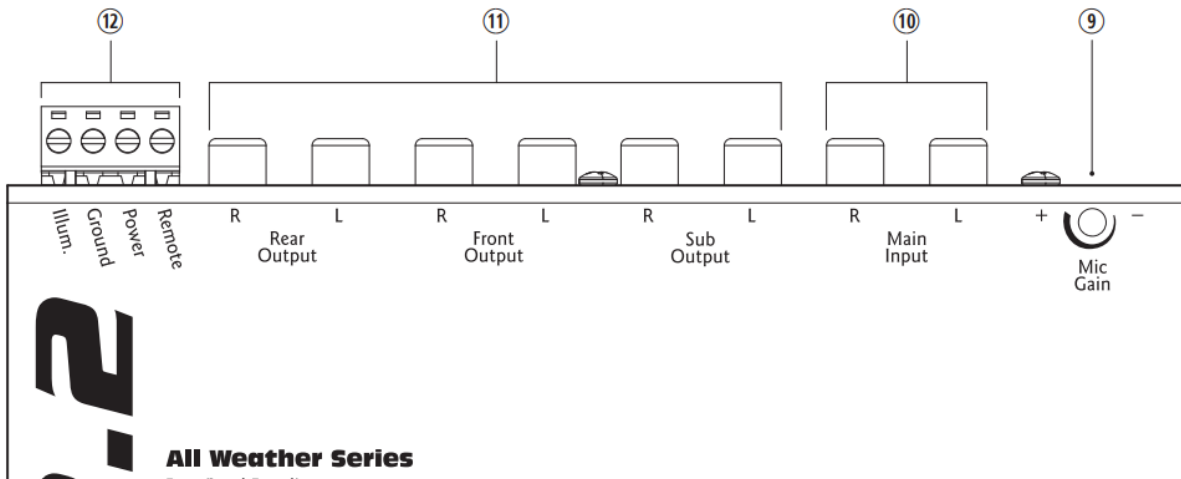 ⑫ ⑪ ⑩ ⑨
Illum. Ground Power Remote
R L R L R L R L + −
Rear Output
Front Output
Sub Output
Main Input
Mic Gain
.2
All Weather Series